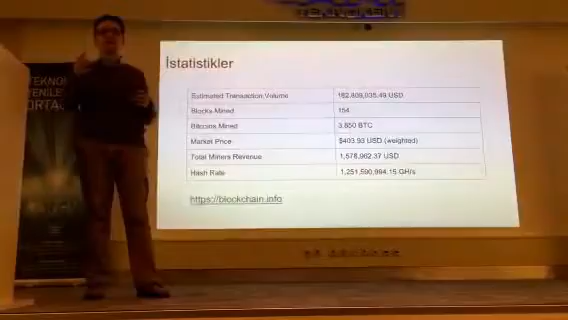 TEKNOLOJİ
İstatistikler
Estimated Transaction Volume 162,809,035.49 USD
Blocks Mined 154
Bitcoins Mined 3,850 BTC
Market Price $403.93 USD (weighted)
Total Miners Revenue 1,578,962.37 USD
Hash Rate 1,251,590,994.15 GH/s
https://blockchain.info